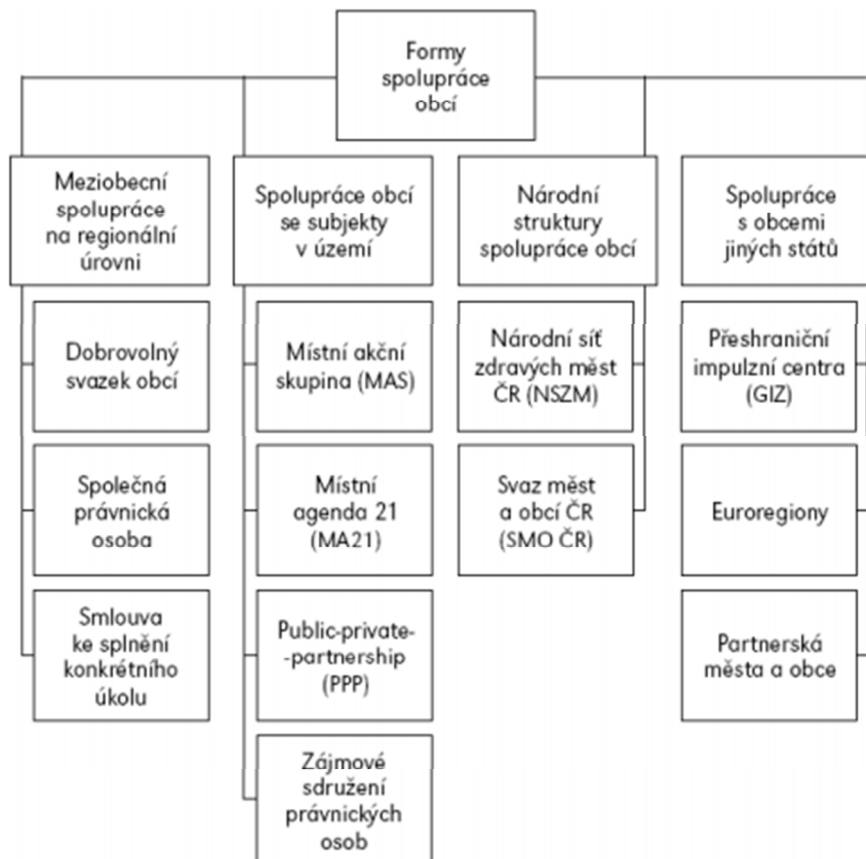 Formy
spolupráce
obcí
Meziobecní
spolupráce
na regionální
úrovni
Dobrovolný
svazek obcí
Společná
právnická
osoba
Smlouva
ke splnění
konkrétního
úkolu
Spolupráce obcí
se subjekty
v území
Místní akční
skupina (MAS)
Místní
agenda 21
(MA21)
Public-private-
-partnership
(PPP)
Zájmové
sdružení
právnických
osob
Národní
struktury
spolupráce obcí
Národní síť
zdravých měst
ČR (NSZM)
Svaz měst
a obcí ČR
(SMO ČR)
Spolupráce
s obcemi
jiných států
Přeshraniční
impulzní centra
(GIZ)
Euroregiony
Partnerská
města a obce